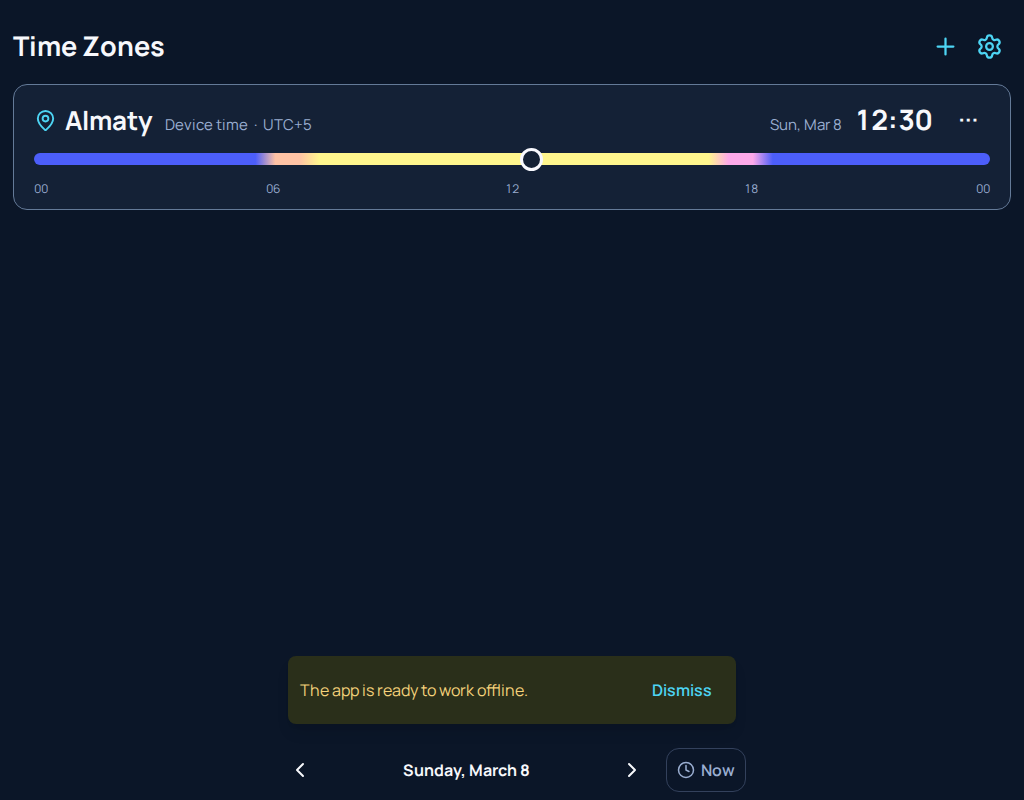 Time Zones
Almaty Device time · UTC+5 Sun, Mar 8 12:30
00 06 12 18 00
The app is ready to work offline. Dismiss
Sunday, March 8 Now